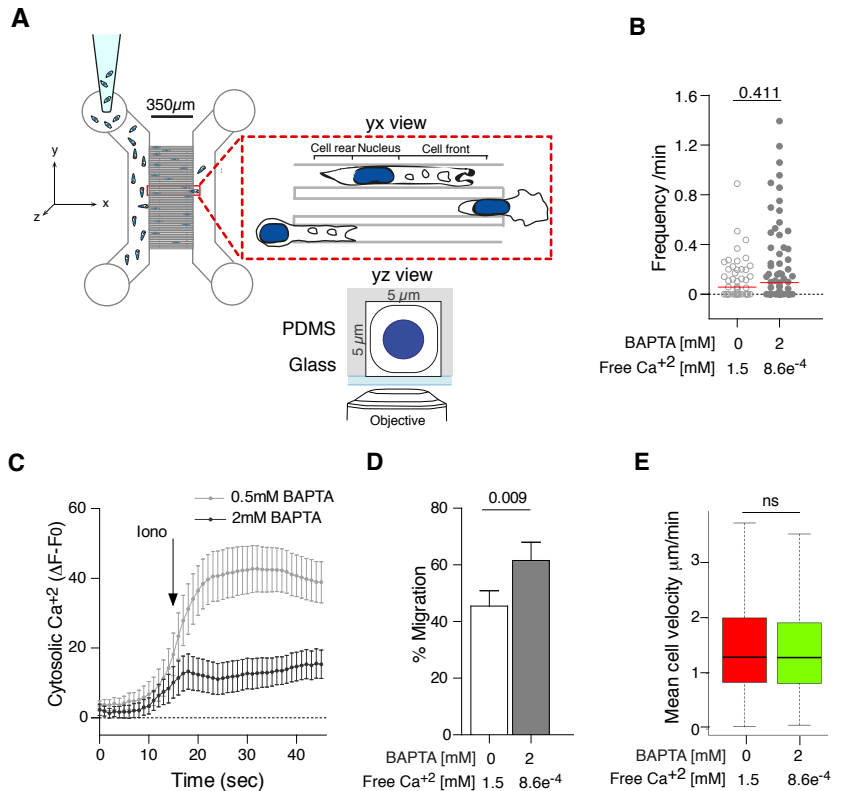 A
350µm
y
x
z
yx view
Cell rear Nucleus Cell front
yz view
5 µm
5 µm
PDMS
Glass
Objective
B
0.411
Frequency /min
1.6
1.2
0.8
0.4
0
BAPTA [mM] 0 2
Free Ca+2 [mM] 1.5 8.6e-4
C
0.5mM BAPTA
2mM BAPTA
Iono
Cytosolic Ca+2 (ΔF-F0)
60
40
20
0
0 10 20 30 40
Time (sec)
D
0.009
% Migration
80
60
40
20
0
BAPTA [mM] 0 2
Free Ca+2 [mM] 1.5 8.6e-4
E
ns
Mean cell velocity µm/min
3
2
1
0
BAPTA [mM] 0 2
Free Ca+2 [mM] 1.5 8.6e-4